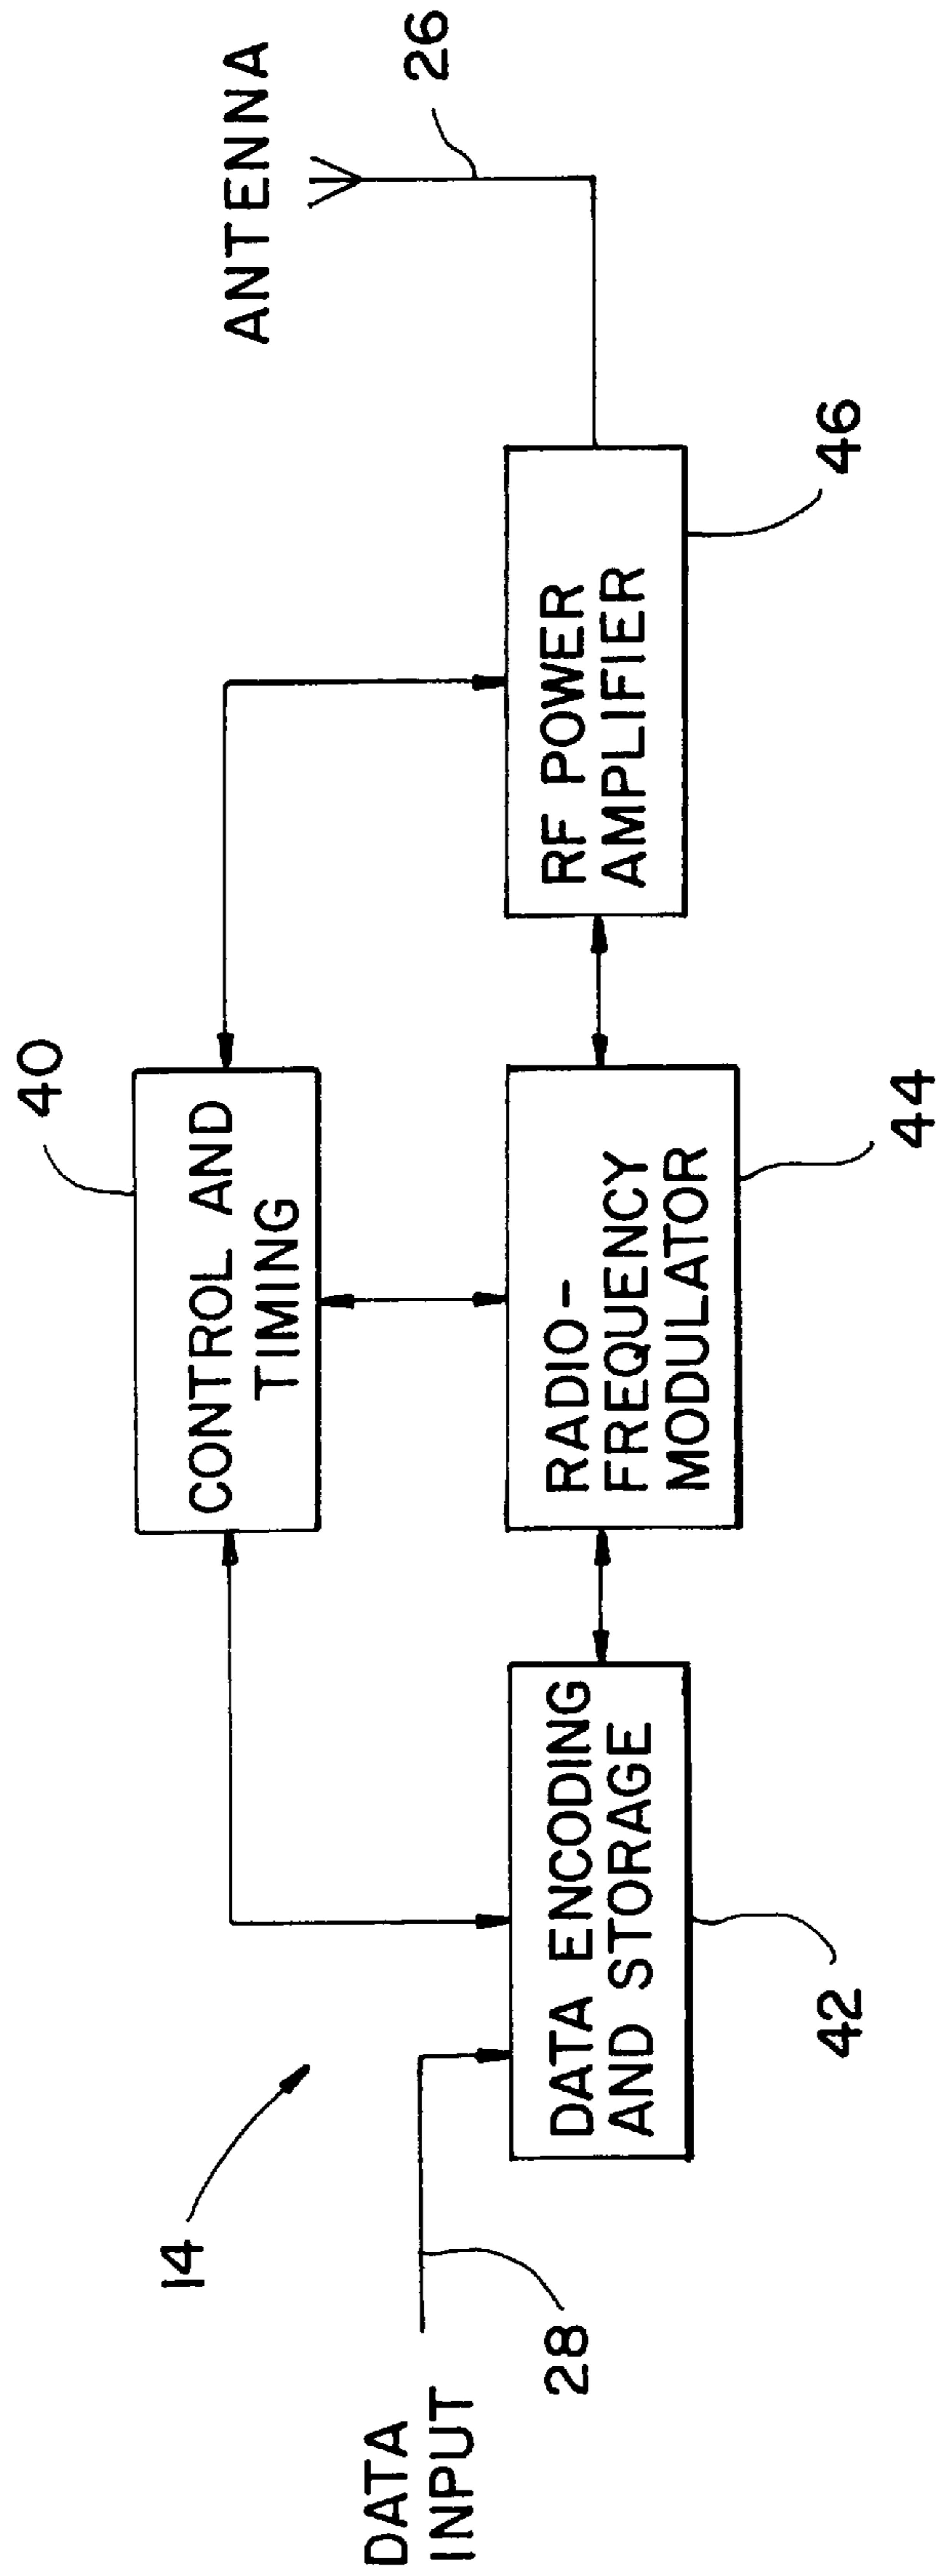 14
DATA
INPUT
28
DATA ENCODING
AND STORAGE
42
40
CONTROL AND
TIMING
RADIO-
FREQUENCY
MODULATOR
44
RF POWER
AMPLIFIER
46
ANTENNA
26